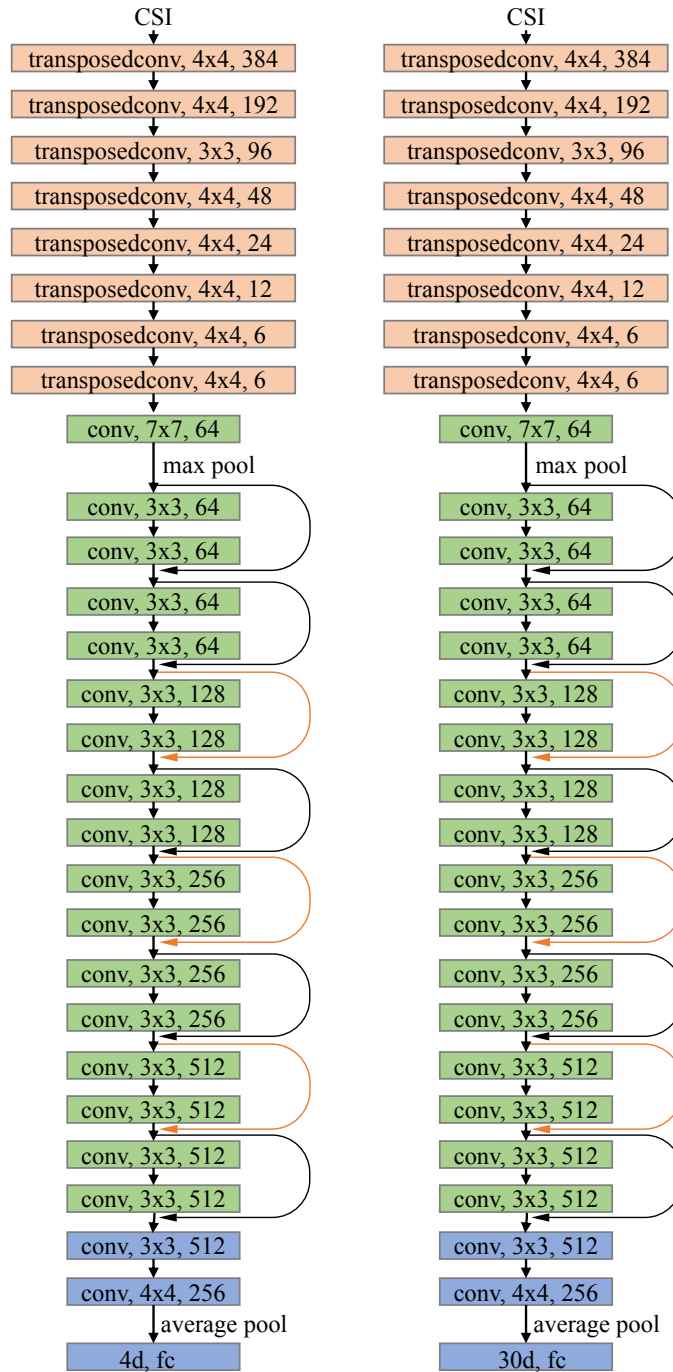 CSI
transposedconv, 4x4, 384
transposedconv, 4x4, 192
transposedconv, 3x3, 96
transposedconv, 4x4, 48
transposedconv, 4x4, 24
transposedconv, 4x4, 12
transposedconv, 4x4, 6
transposedconv, 4x4, 6
conv, 7x7, 64
max pool
conv, 3x3, 64
conv, 3x3, 64
conv, 3x3, 64
conv, 3x3, 64
conv, 3x3, 128
conv, 3x3, 128
conv, 3x3, 128
conv, 3x3, 128
conv, 3x3, 256
conv, 3x3, 256
conv, 3x3, 256
conv, 3x3, 256
conv, 3x3, 512
conv, 3x3, 512
conv, 3x3, 512
conv, 3x3, 512
conv, 3x3, 512
conv, 4x4, 256
average pool
4d, fc
CSI
transposedconv, 4x4, 384
transposedconv, 4x4, 192
transposedconv, 3x3, 96
transposedconv, 4x4, 48
transposedconv, 4x4, 24
transposedconv, 4x4, 12
transposedconv, 4x4, 6
transposedconv, 4x4, 6
conv, 7x7, 64
max pool
conv, 3x3, 64
conv, 3x3, 64
conv, 3x3, 64
conv, 3x3, 64
conv, 3x3, 128
conv, 3x3, 128
conv, 3x3, 128
conv, 3x3, 128
conv, 3x3, 256
conv, 3x3, 256
conv, 3x3, 256
conv, 3x3, 256
conv, 3x3, 512
conv, 3x3, 512
conv, 3x3, 512
conv, 3x3, 512
conv, 3x3, 512
conv, 4x4, 256
average pool
30d, fc